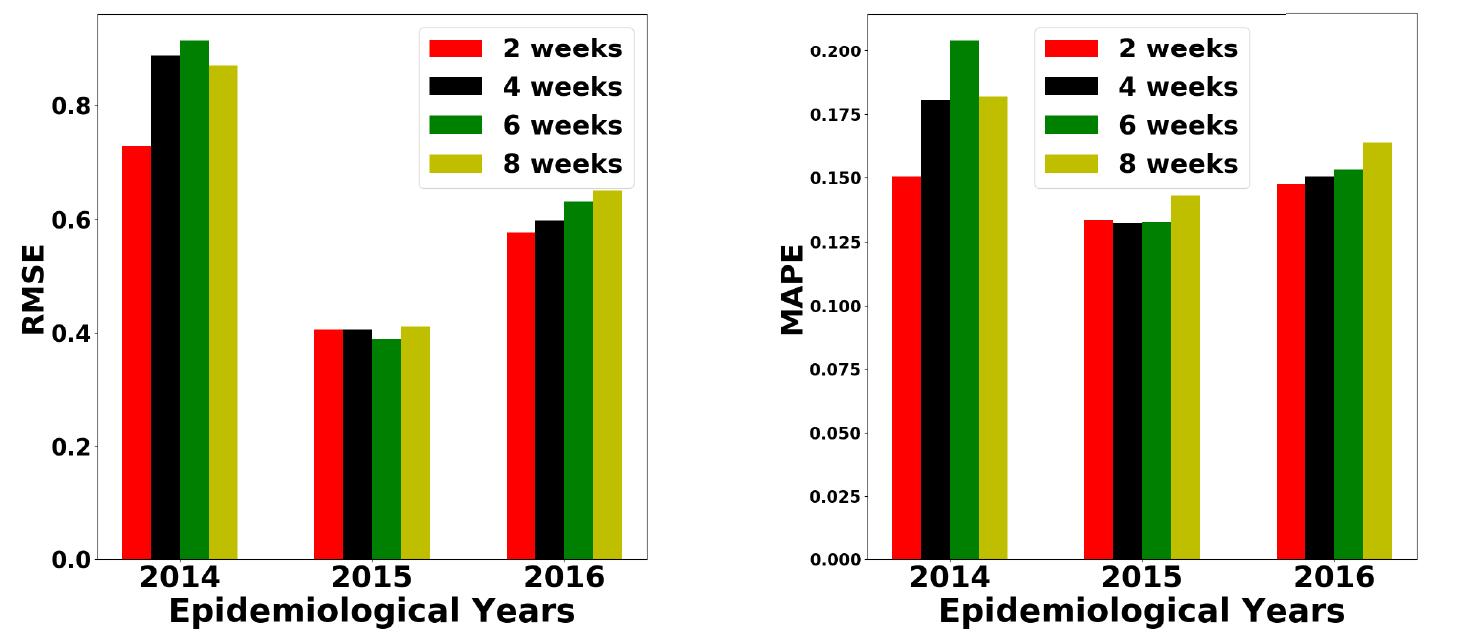 2 weeks
4 weeks
6 weeks
8 weeks
RMSE
0.8
0.6
0.4
0.2
0.0
2014 2015 2016
Epidemiological Years
2 weeks
4 weeks
6 weeks
8 weeks
MAPE
0.200
0.175
0.150
0.125
0.100
0.075
0.050
0.025
0.000
2014 2015 2016
Epidemiological Years